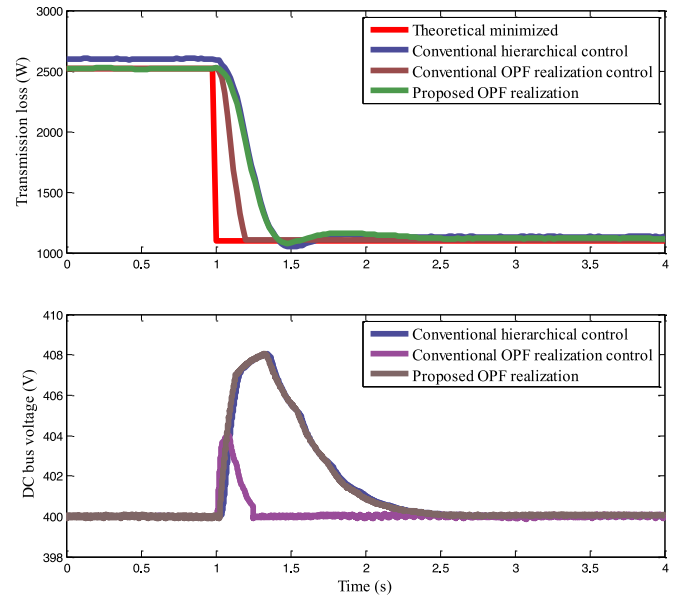 3000
2500
2000
1500
1000
Transmission loss (W)
Theoretical minimized
Conventional hierarchical control
Conventional OPF realization control
Proposed OPF realization
0 0.5 1 1.5 2 2.5 3 3.5 4
410
408
406
404
402
400
398
DC bus voltage (V)
Conventional hierarchical control
Conventional OPF realization control
Proposed OPF realization
0 0.5 1 1.5 2 2.5 3 3.5 4
Time (s)